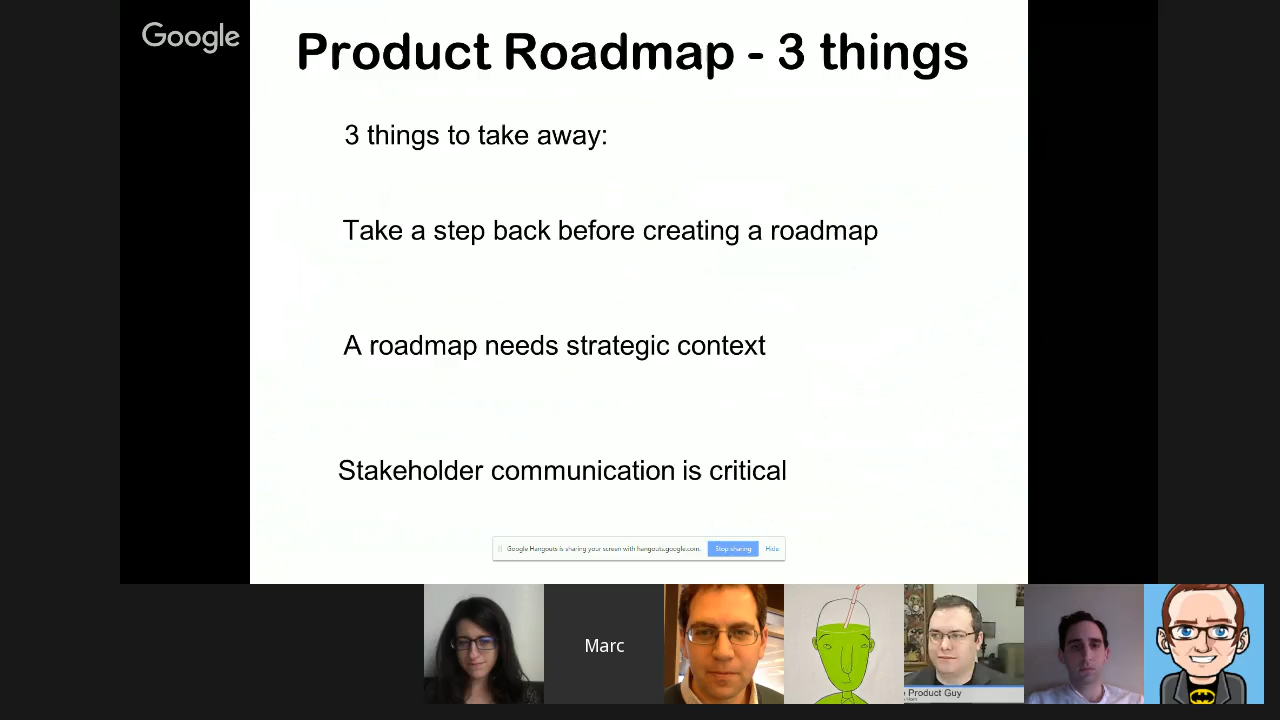 Google
Product Roadmap - 3 things
3 things to take away:
Take a step back before creating a roadmap
A roadmap needs strategic context
Stakeholder communication is critical
Google Hangouts is sharing your screen with hangouts.google.com.
Stop sharing
Hide
Marc
Product Guy